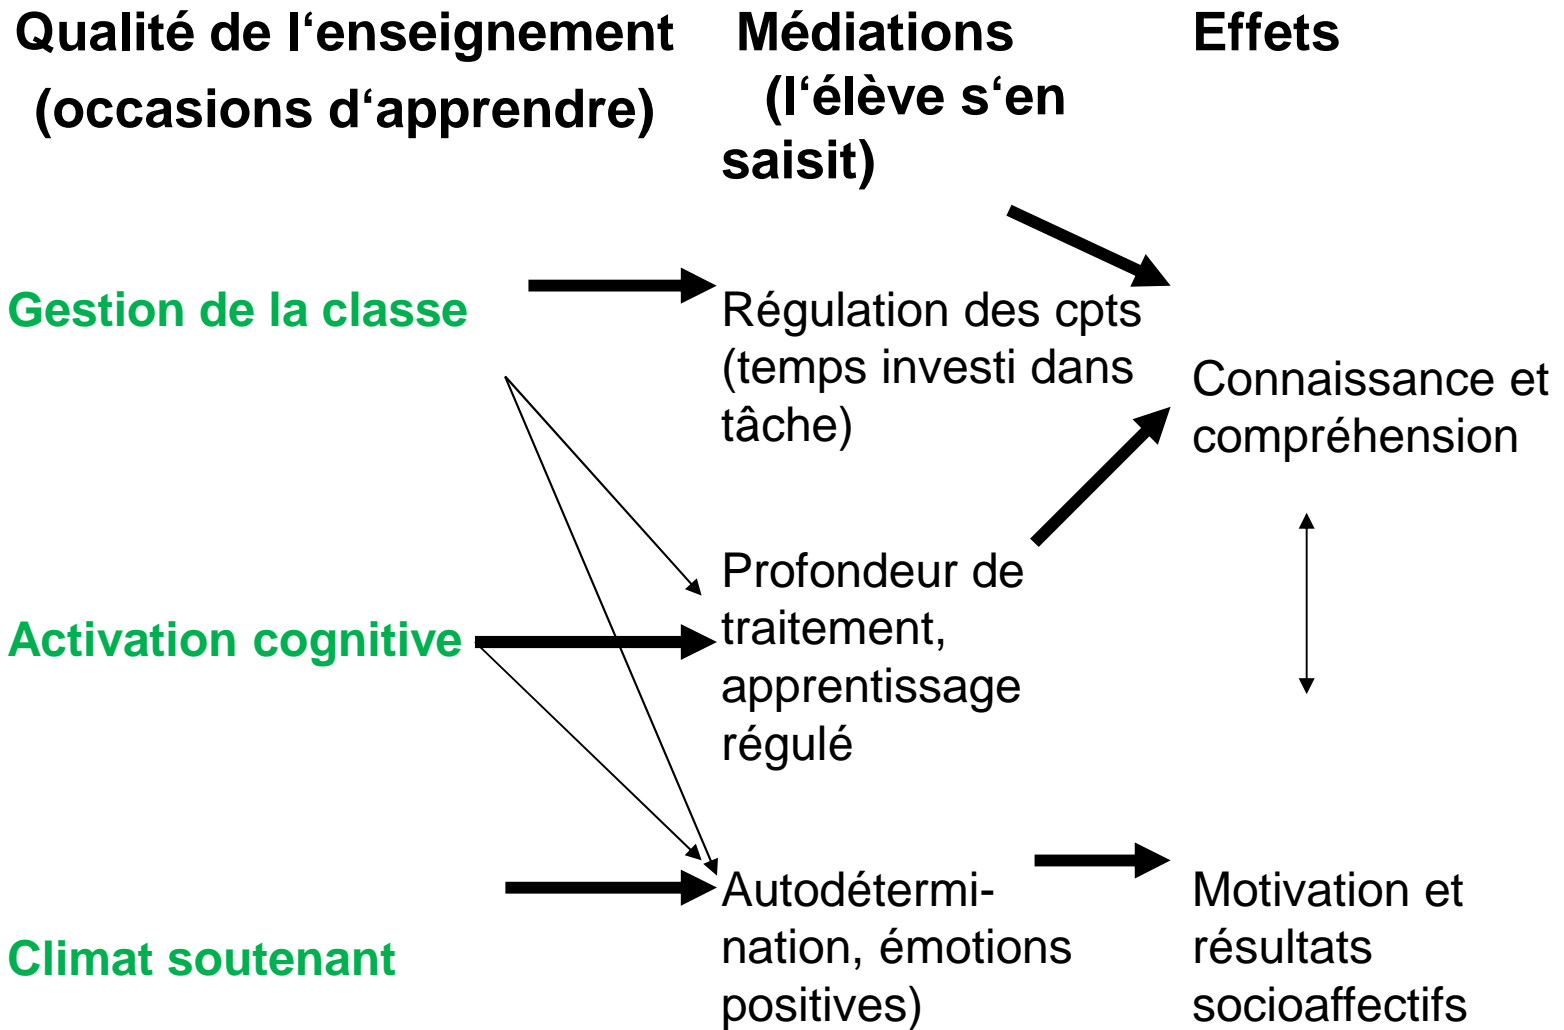 Qualité de l‘enseignement
(occasions d‘apprendre)
Médiations
(l‘élève s‘en
saisit)
Effets
Gestion de la classe
Régulation des cpts
(temps investi dans
tâche)
Connaissance et
compréhension
Activation cognitive
Profondeur de
traitement,
apprentissage
régulé
Climat soutenant
Autodétermi-
nation, émotions
positives)
Motivation et
résultats
socioaffectifs